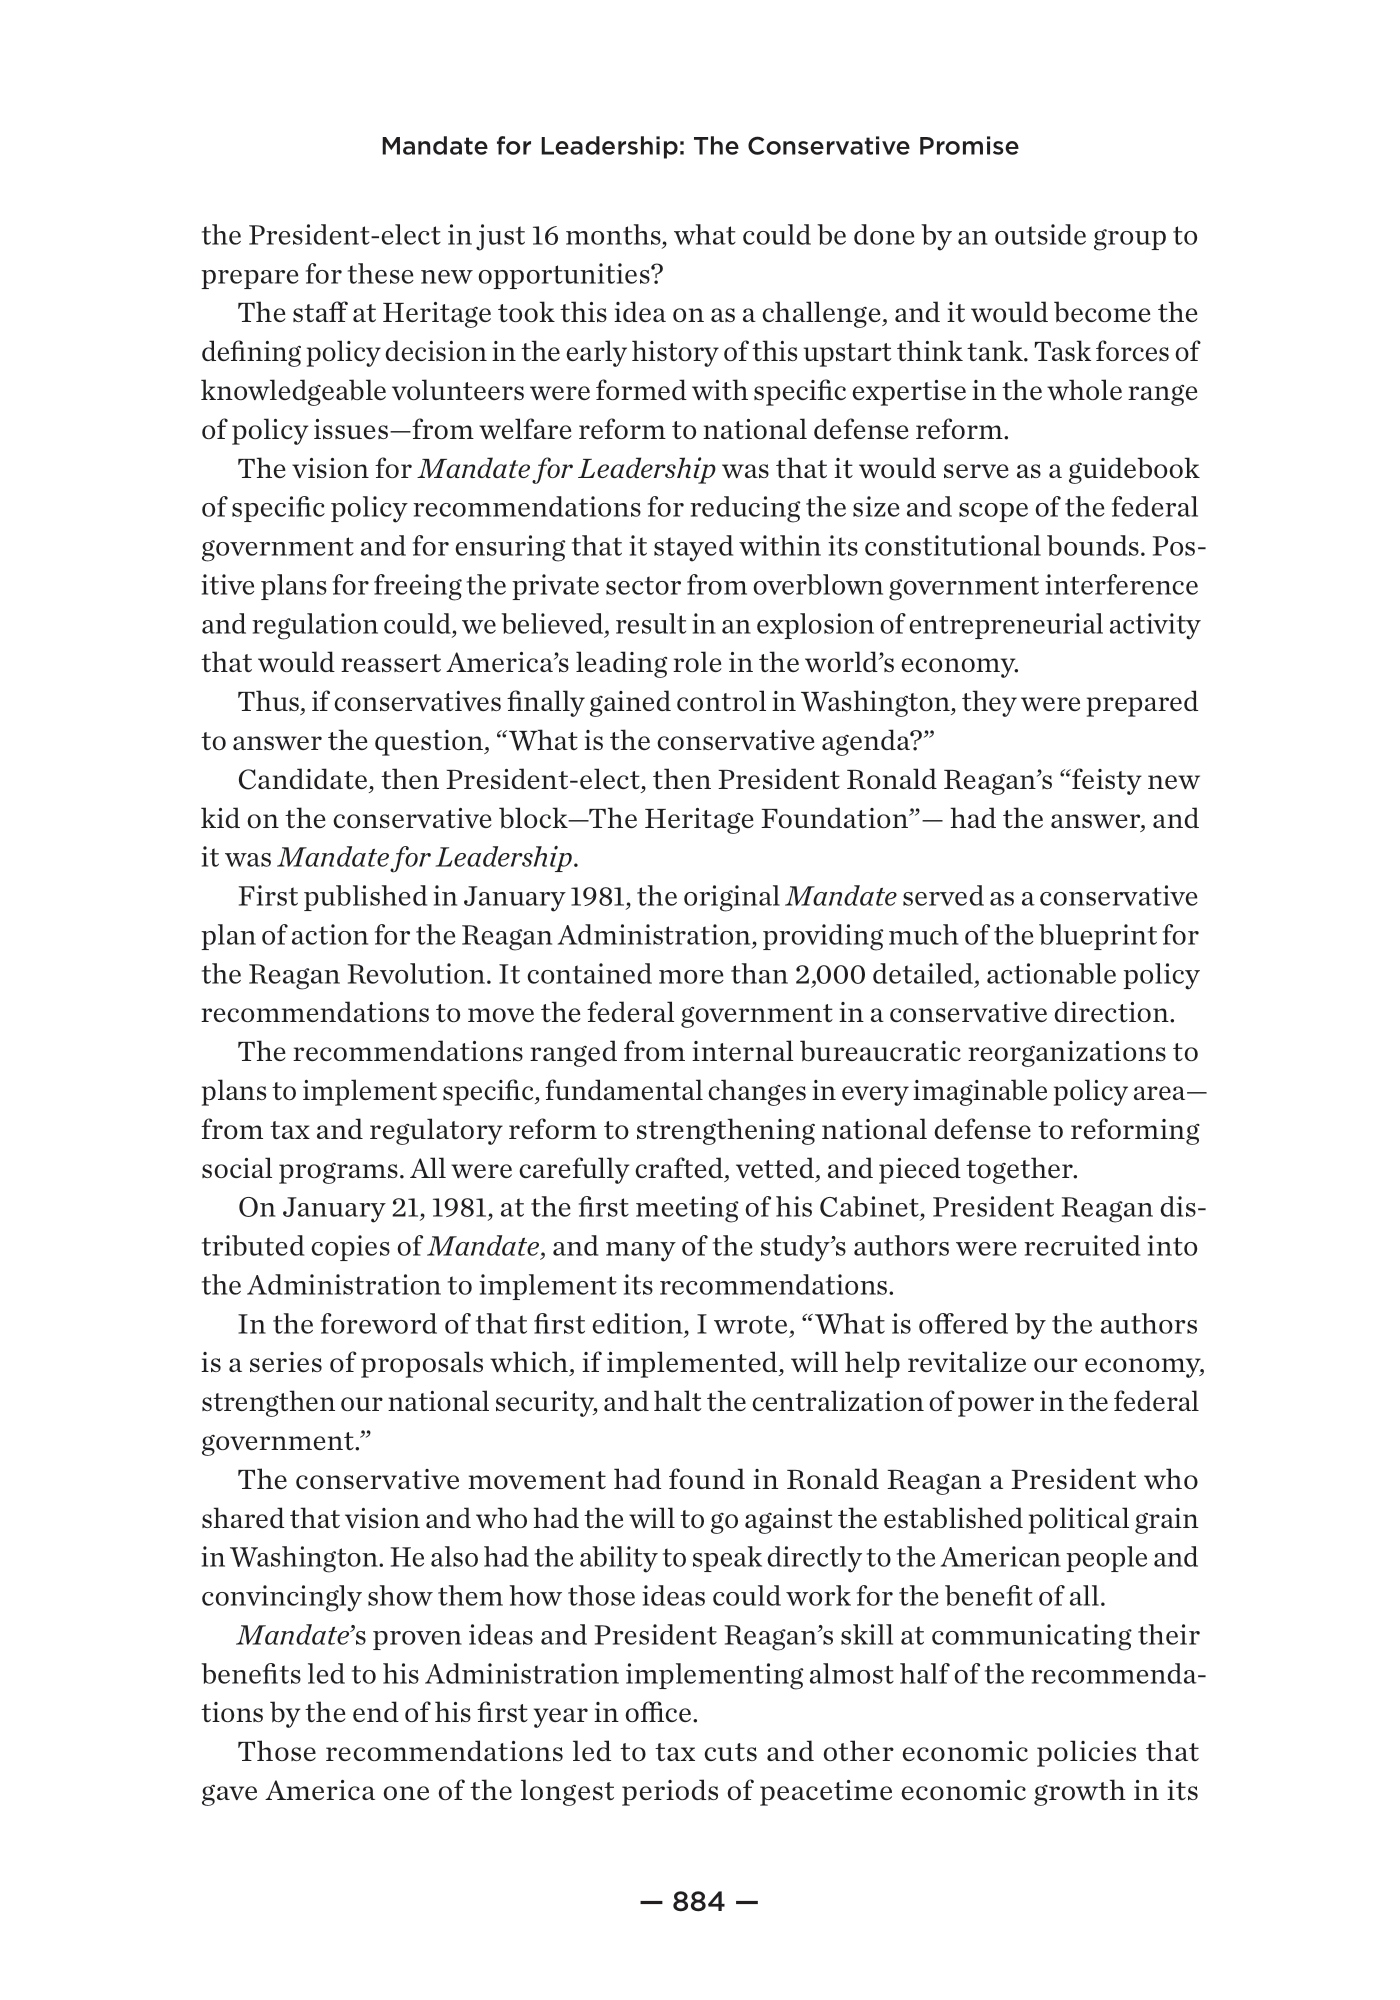 Mandate for Leadership: The Conservative Promise
the President-elect in just 16 months, what could be done by an outside group to
prepare for these new opportunities?
The staff at Heritage took this idea on as a challenge, and it would become the
defining policy decision in the early history of this upstart think tank. Task forces of
knowledgeable volunteers were formed with specific expertise in the whole range
of policy issues—from welfare reform to national defense reform.
The vision for Mandate for Leadership was that it would serve as a guidebook
of specific policy recommendations for reducing the size and scope of the federal
government and for ensuring that it stayed within its constitutional bounds. Pos-
itive plans for freeing the private sector from overblown government interference
and regulation could, we believed, result in an explosion of entrepreneurial activity
that would reassert America’s leading role in the world’s economy.
Thus, if conservatives finally gained control in Washington, they were prepared
to answer the question, “What is the conservative agenda?”
Candidate, then President-elect, then President Ronald Reagan’s “feisty new
kid on the conservative block—The Heritage Foundation”— had the answer, and
it was Mandate for Leadership.
First published in January 1981, the original Mandate served as a conservative
plan of action for the Reagan Administration, providing much of the blueprint for
the Reagan Revolution. It contained more than 2,000 detailed, actionable policy
recommendations to move the federal government in a conservative direction.
The recommendations ranged from internal bureaucratic reorganizations to
plans to implement specific, fundamental changes in every imaginable policy area—
from tax and regulatory reform to strengthening national defense to reforming
social programs. All were carefully crafted, vetted, and pieced together.
On January 21, 1981, at the first meeting of his Cabinet, President Reagan dis-
tributed copies of Mandate, and many of the study’s authors were recruited into
the Administration to implement its recommendations.
In the foreword of that first edition, I wrote, “What is offered by the authors
is a series of proposals which, if implemented, will help revitalize our economy,
strengthen our national security, and halt the centralization of power in the federal
government.”
The conservative movement had found in Ronald Reagan a President who
shared that vision and who had the will to go against the established political grain
in Washington. He also had the ability to speak directly to the American people and
convincingly show them how those ideas could work for the benefit of all.
Mandate’s proven ideas and President Reagan’s skill at communicating their
benefits led to his Administration implementing almost half of the recommenda-
tions by the end of his first year in office.
Those recommendations led to tax cuts and other economic policies that
gave America one of the longest periods of peacetime economic growth in its
— 884 —